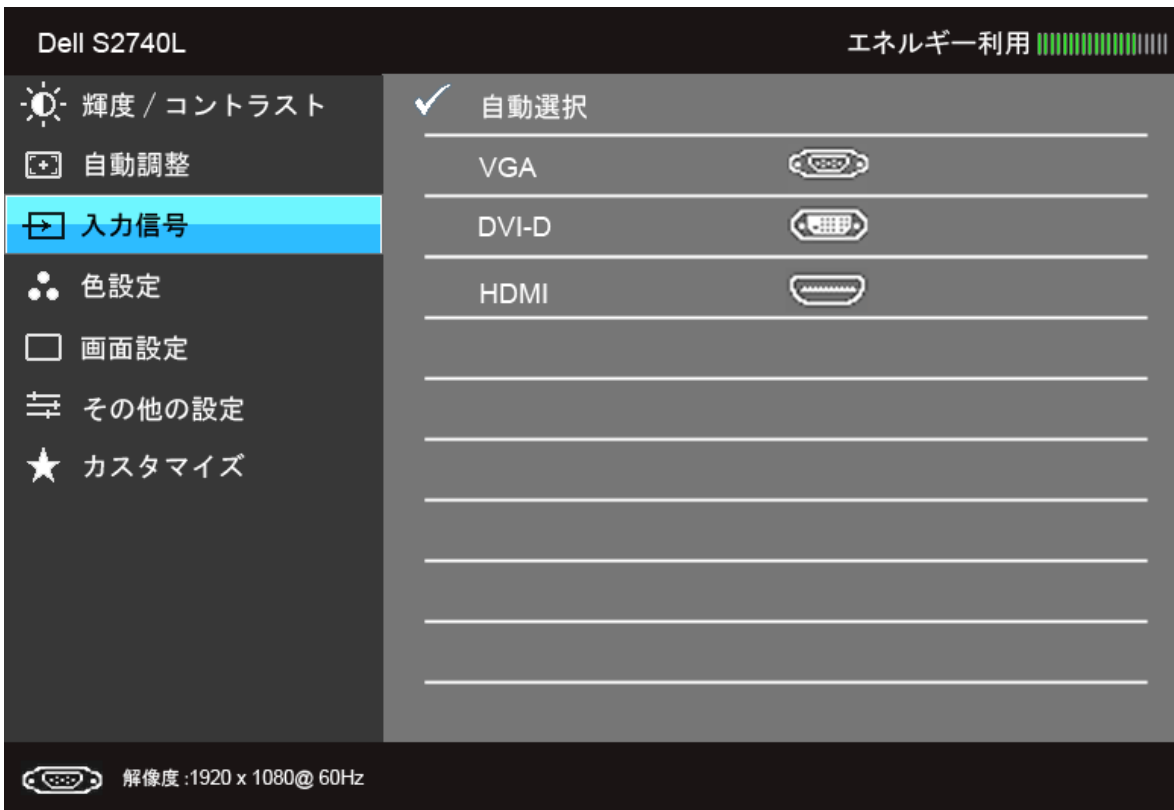 Dell S2740L
エネルギー利用
輝度 / コントラスト
自動調整
入力信号
色設定
画面設定
その他の設定
カスタマイズ
自動選択
VGA
DVI-D
HDMI
解像度 :1920 x 1080@ 60Hz